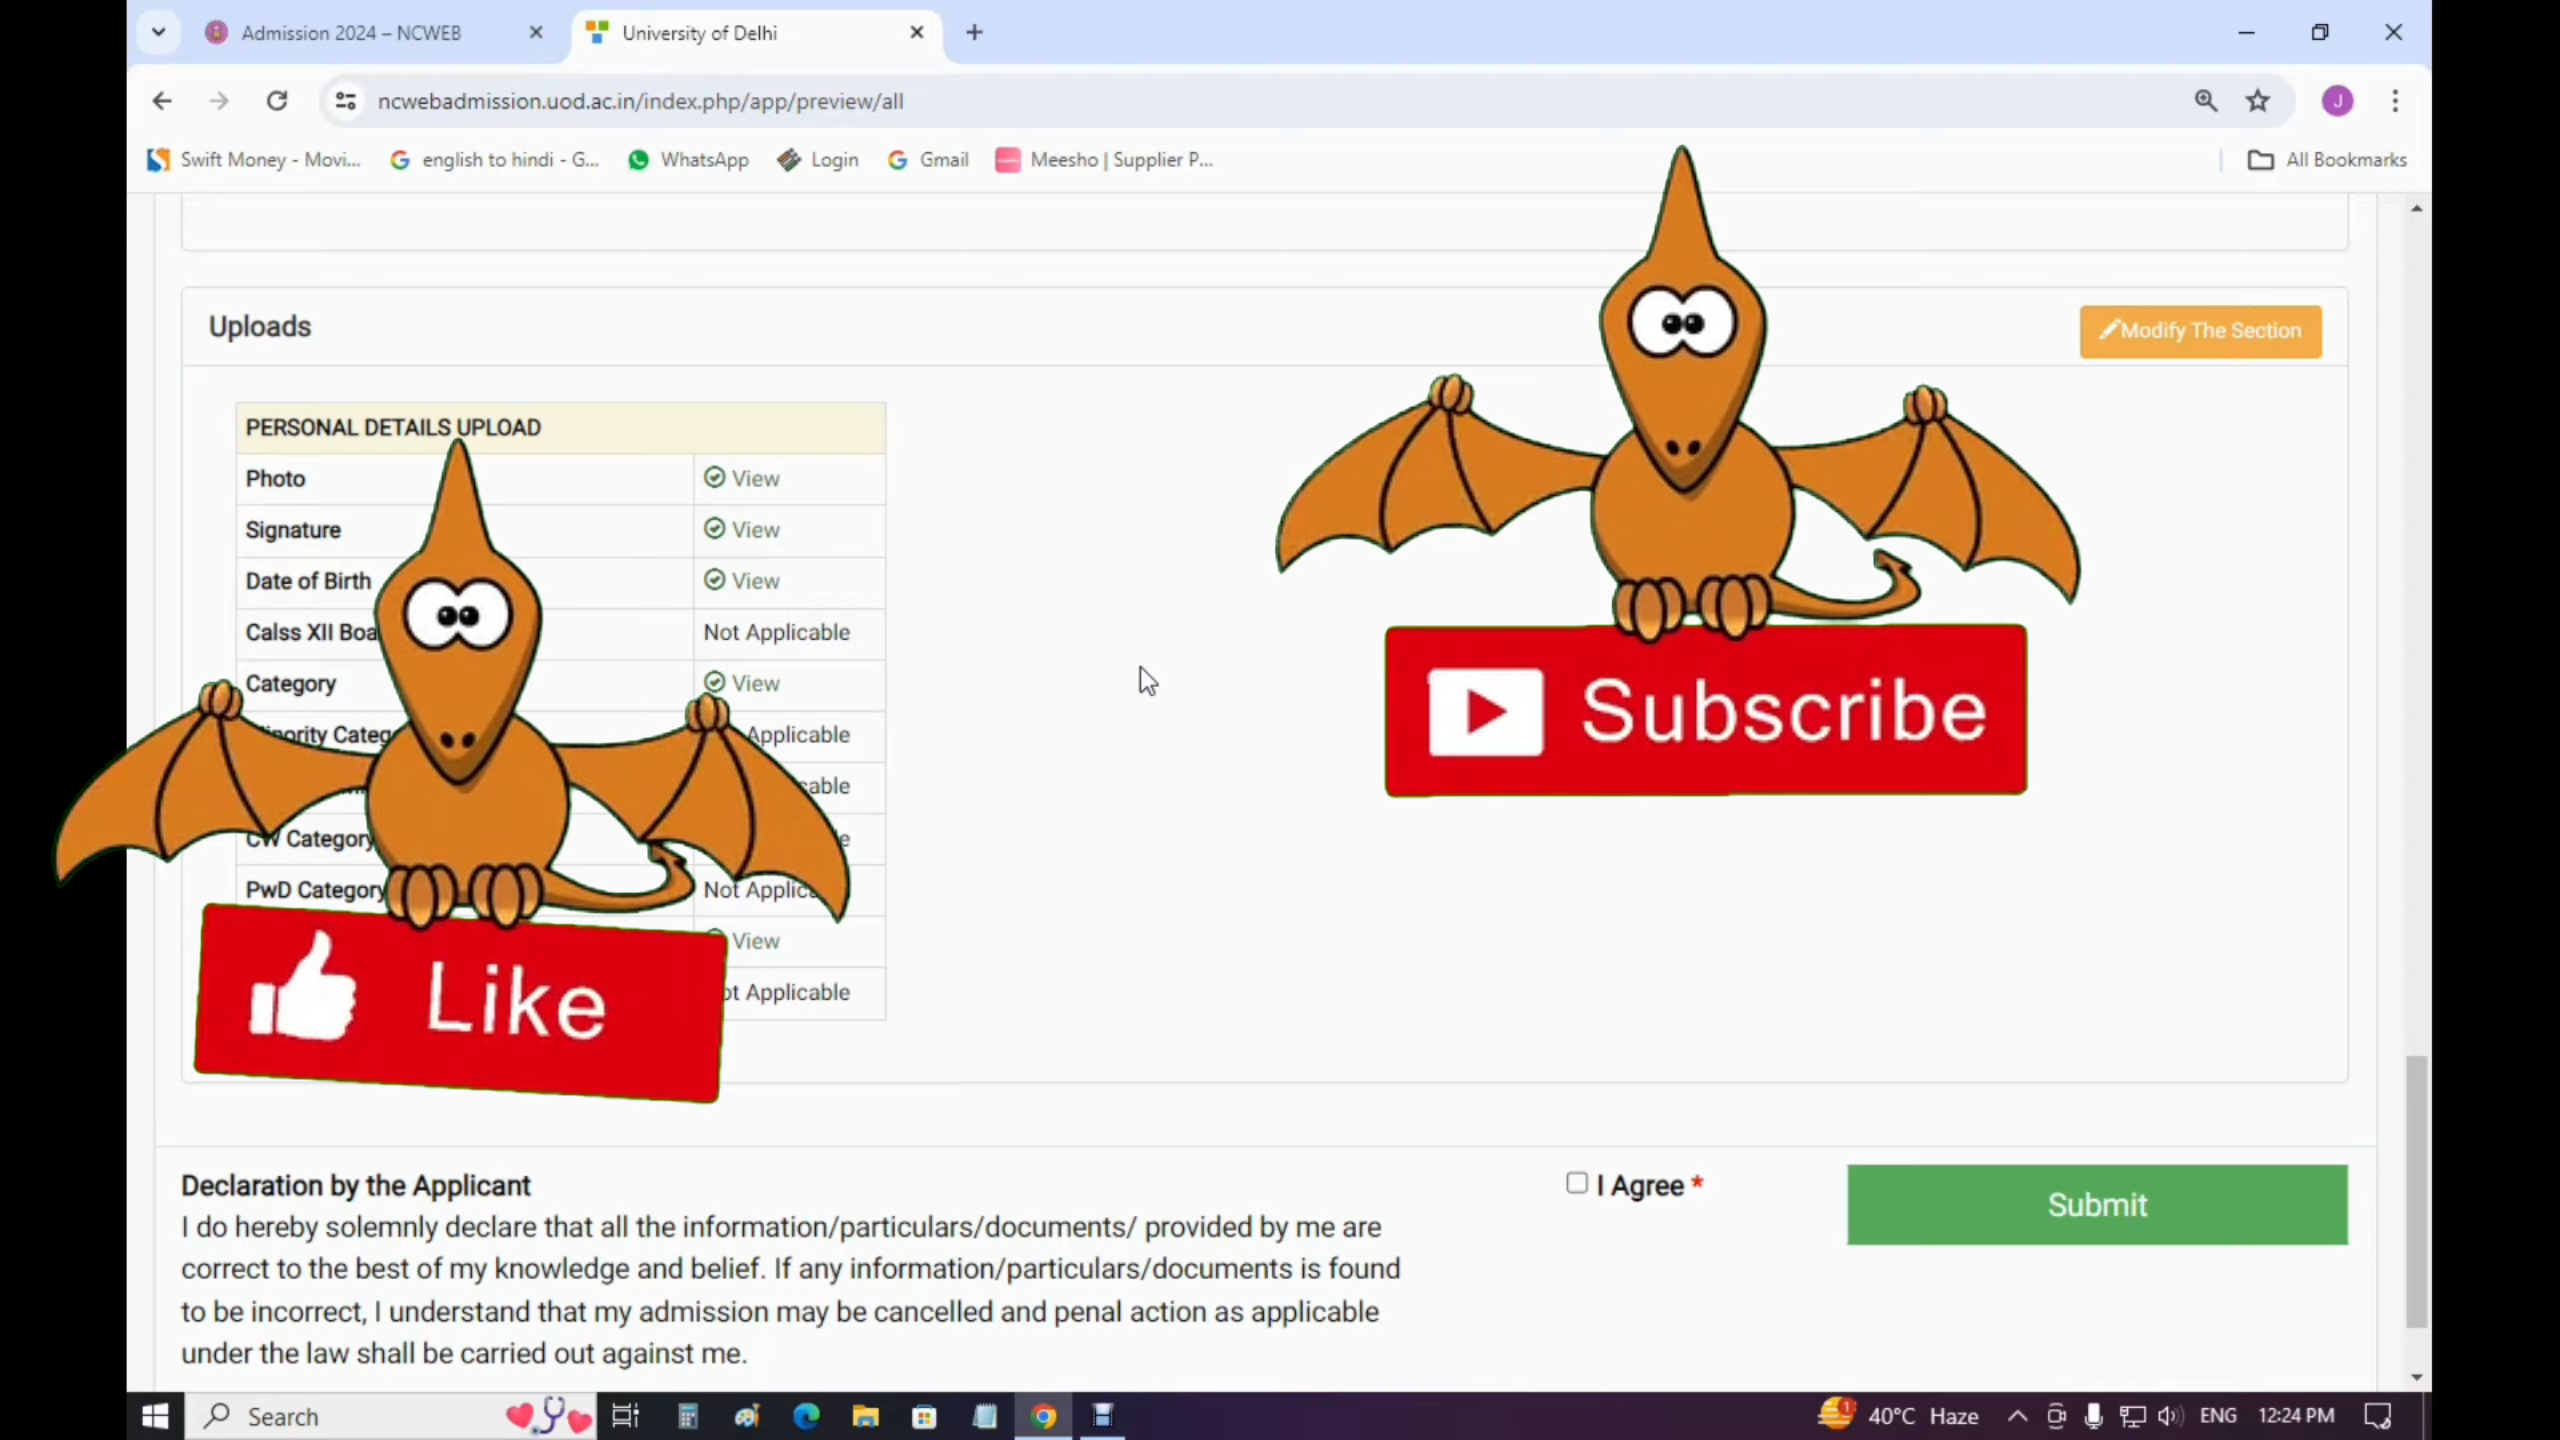 Admission 2024 – NCWEB
University of Delhi
ncwebadmission.uod.ac.in/index.php/app/preview/all
J
Swift Money - Movi...
english to hindi - G...
WhatsApp
Login
Gmail
Meesho | Supplier P...
All Bookmarks
Uploads
Modify The Section
PERSONAL DETAILS UPLOAD
Photo View
Signature View
Date of Birth View
Calss XII Boa Not Applicable
Category View
Categ Applicable
CW Category
PwD Category Not
View
Applicable
Like
Subscribe
Declaration by the Applicant
I do hereby solemnly declare that all the information/particulars/documents/ provided by me are
correct to the best of my knowledge and belief. If any information/particulars/documents is found
to be incorrect, I understand that my admission may be cancelled and penal action as applicable
under the law shall be carried out against me.
I Agree *
Submit
Search
1
40°C Haze
ENG
12:24 PM